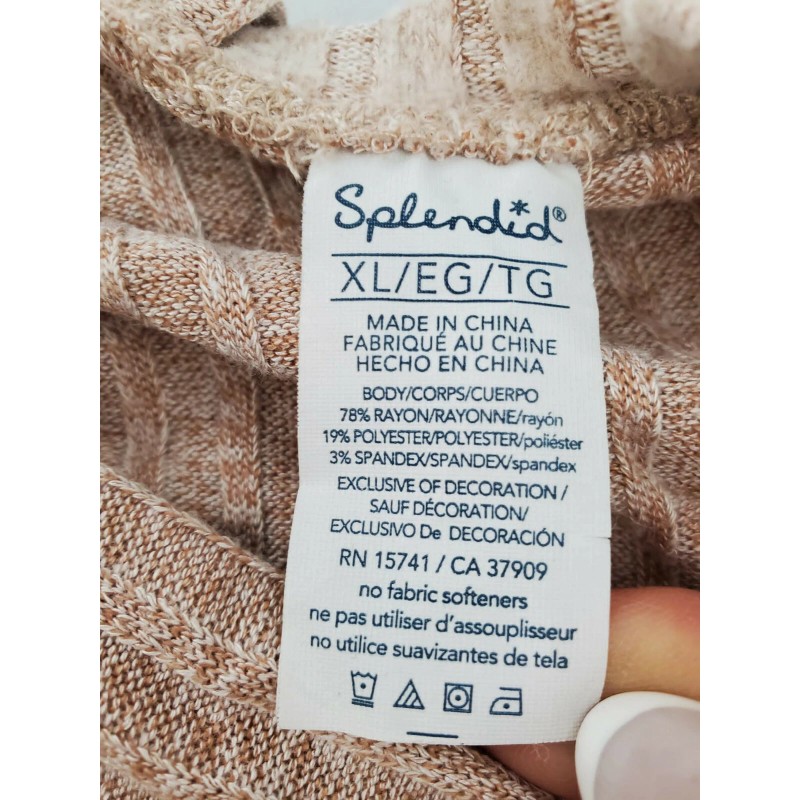 Splendid®
XL/EG/TG
MADE IN CHINA
FABRIQUÉ AU CHINE
HECHO EN CHINA
BODY/CORPS/CUERPO
78% RAYON/RAYONNE/rayón
19% POLYESTER/POLYESTER/poliéster
3% SPANDEX/SPANDEX/spandex
EXCLUSIVE OF DECORATION /
SAUF DÉCORATION/
EXCLUSIVO De DECORACIÓN
RN 15741 / CA 37909
no fabric softeners
ne pas utiliser d'assouplisseur
no utilice suavizantes de tela